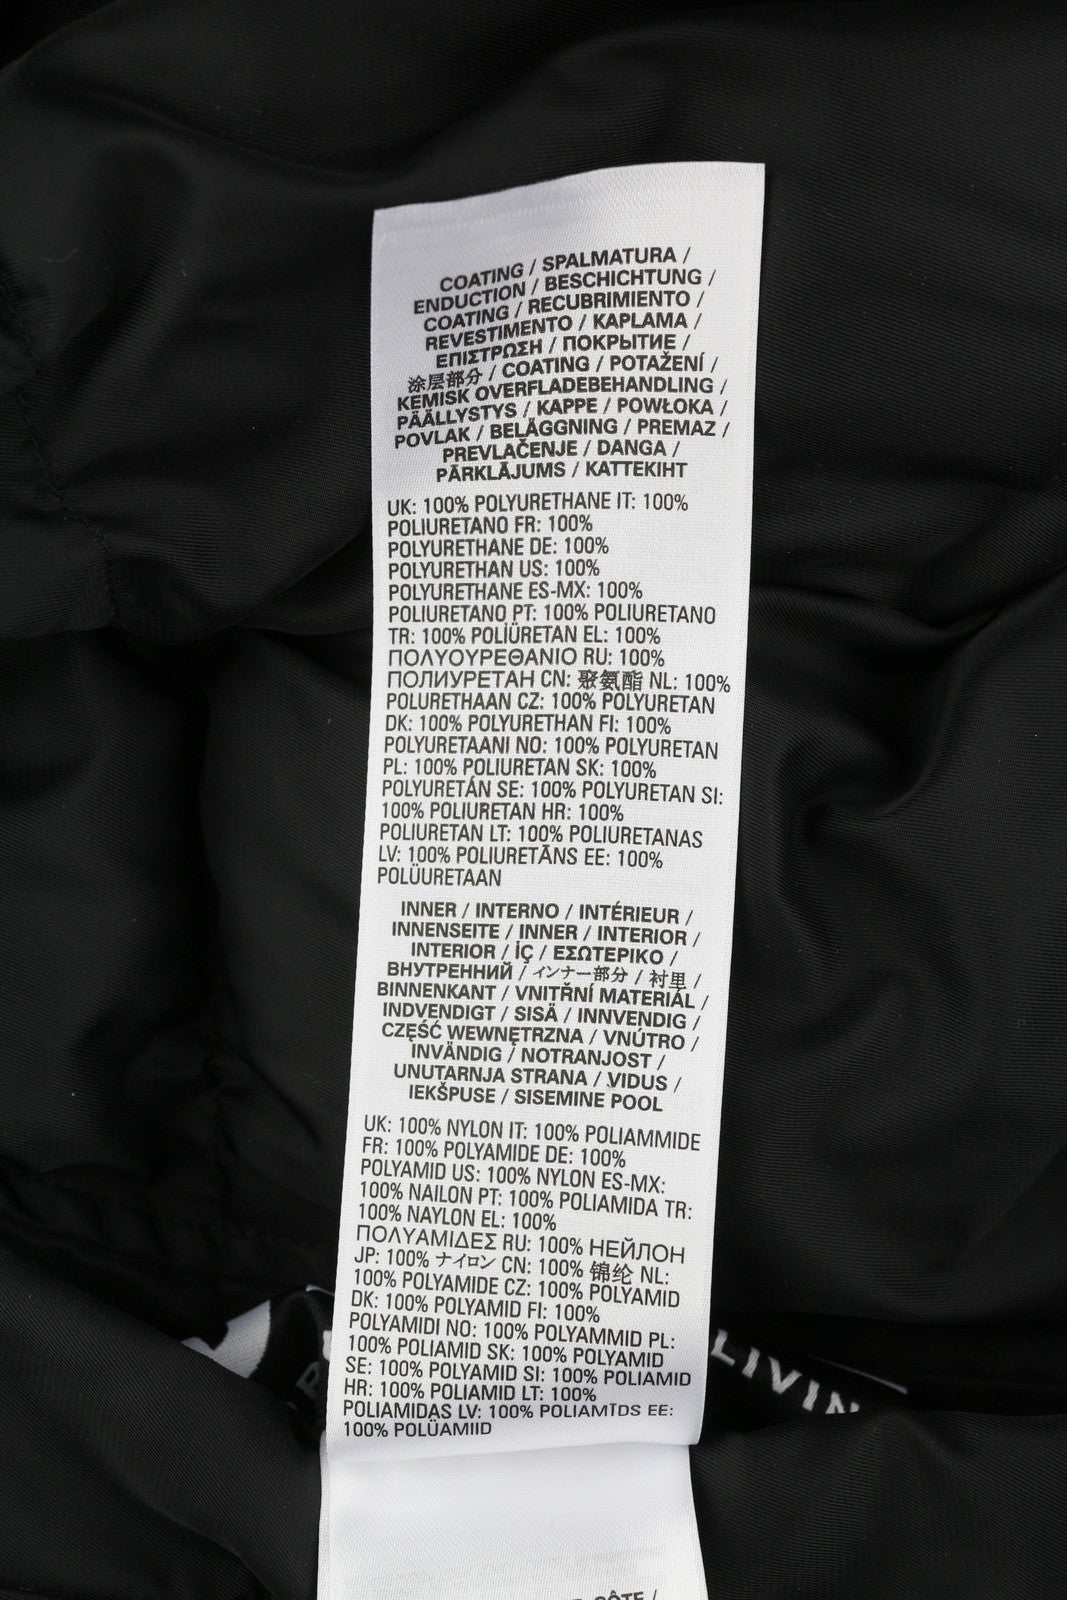 COATING / SPALMATURA /
ENDUCTION / BESCHICHTUNG /
COATING / RECUBRIMIENTO /
REVESTIMENTO / KAPLAMA /
ΕΠΙΣΤΡΩΣΗ / ПОКРЫТИЕ /
涂层部分 / COATING / POTAŽENÍ /
KEMISK OVERFLADEBEHANDLING /
PÄÄLLYSTYS / KAPPE / POWŁOKA /
POVLAK / BELÄGGNING / PREMAZ /
PREVLAČENJE / DANGA /
PĀRKLĀJUMS / KATTEKIHT
UK: 100% POLYURETHANE IT: 100%
POLIURETANO FR: 100%
POLYURETHANE DE: 100%
POLYURETHAN US: 100%
POLYURETHANE ES-MX: 100%
POLIURETANO PT: 100% POLIURETANO
TR: 100% POLİÜRETAN EL: 100%
ΠΟΛΥΟΥΡΕΘΑΝΙΟ RU: 100%
ПОЛИУРЕТАН CN: 聚氨酯 NL: 100%
POLURETHAAN CZ: 100% POLYURETAN
DK: 100% POLYURETHAN FI: 100%
POLYURETAANI NO: 100% POLYURETAN
PL: 100% POLIURETAN SK: 100%
POLYURETÁN SE: 100% POLYURETAN SI:
100% POLIURETAN HR: 100%
POLIURETAN LT: 100% POLIURETANAS
LV: 100% POLIURETĀNS EE: 100%
POLÜURETAAN
INNER / INTERNO / INTÉRIEUR /
INNENSEITE / INNER / INTERIOR /
INTERIOR / İÇ / ΕΣΩΤΕΡΙΚΟ /
ВНУТРЕННИЙ / インナー部分 / 衬里 /
BINNENKANT / VNITŘNÍ MATERIÁL /
INDVENDIGT / SISÄ / INNVENDIG /
CZĘŚĆ WEWNĘTRZNA / VNÚTRO /
INVÄNDIG / NOTRANJOST /
UNUTARNJA STRANA / VIDUS /
IEKŠPUSE / SISEMINE POOL
UK: 100% NYLON IT: 100% POLIAMMIDE
FR: 100% POLYAMIDE DE: 100%
POLYAMID US: 100% NYLON ES-MX:
100% NAILON PT: 100% POLIAMIDA TR:
100% NAYLON EL: 100%
ΠΟΛΥΑΜΙΔΕΣ RU: 100% НЕЙЛОН
JP: 100% ナイロン CN: 100% 锦纶 NL:
100% POLYAMIDE CZ: 100% POLYAMID
DK: 100% POLYAMID FI: 100%
POLYAMIDI NO: 100% POLYAMMID PL:
100% POLIAMID SK: 100% POLYAMID
SE: 100% POLYAMID SI: 100% POLIAMID
HR: 100% POLIAMID LT: 100%
POLIAMIDAS LV: 100% POLIAMĪDS EE:
100% POLÜAMIID
LIVIN
CÔTE /